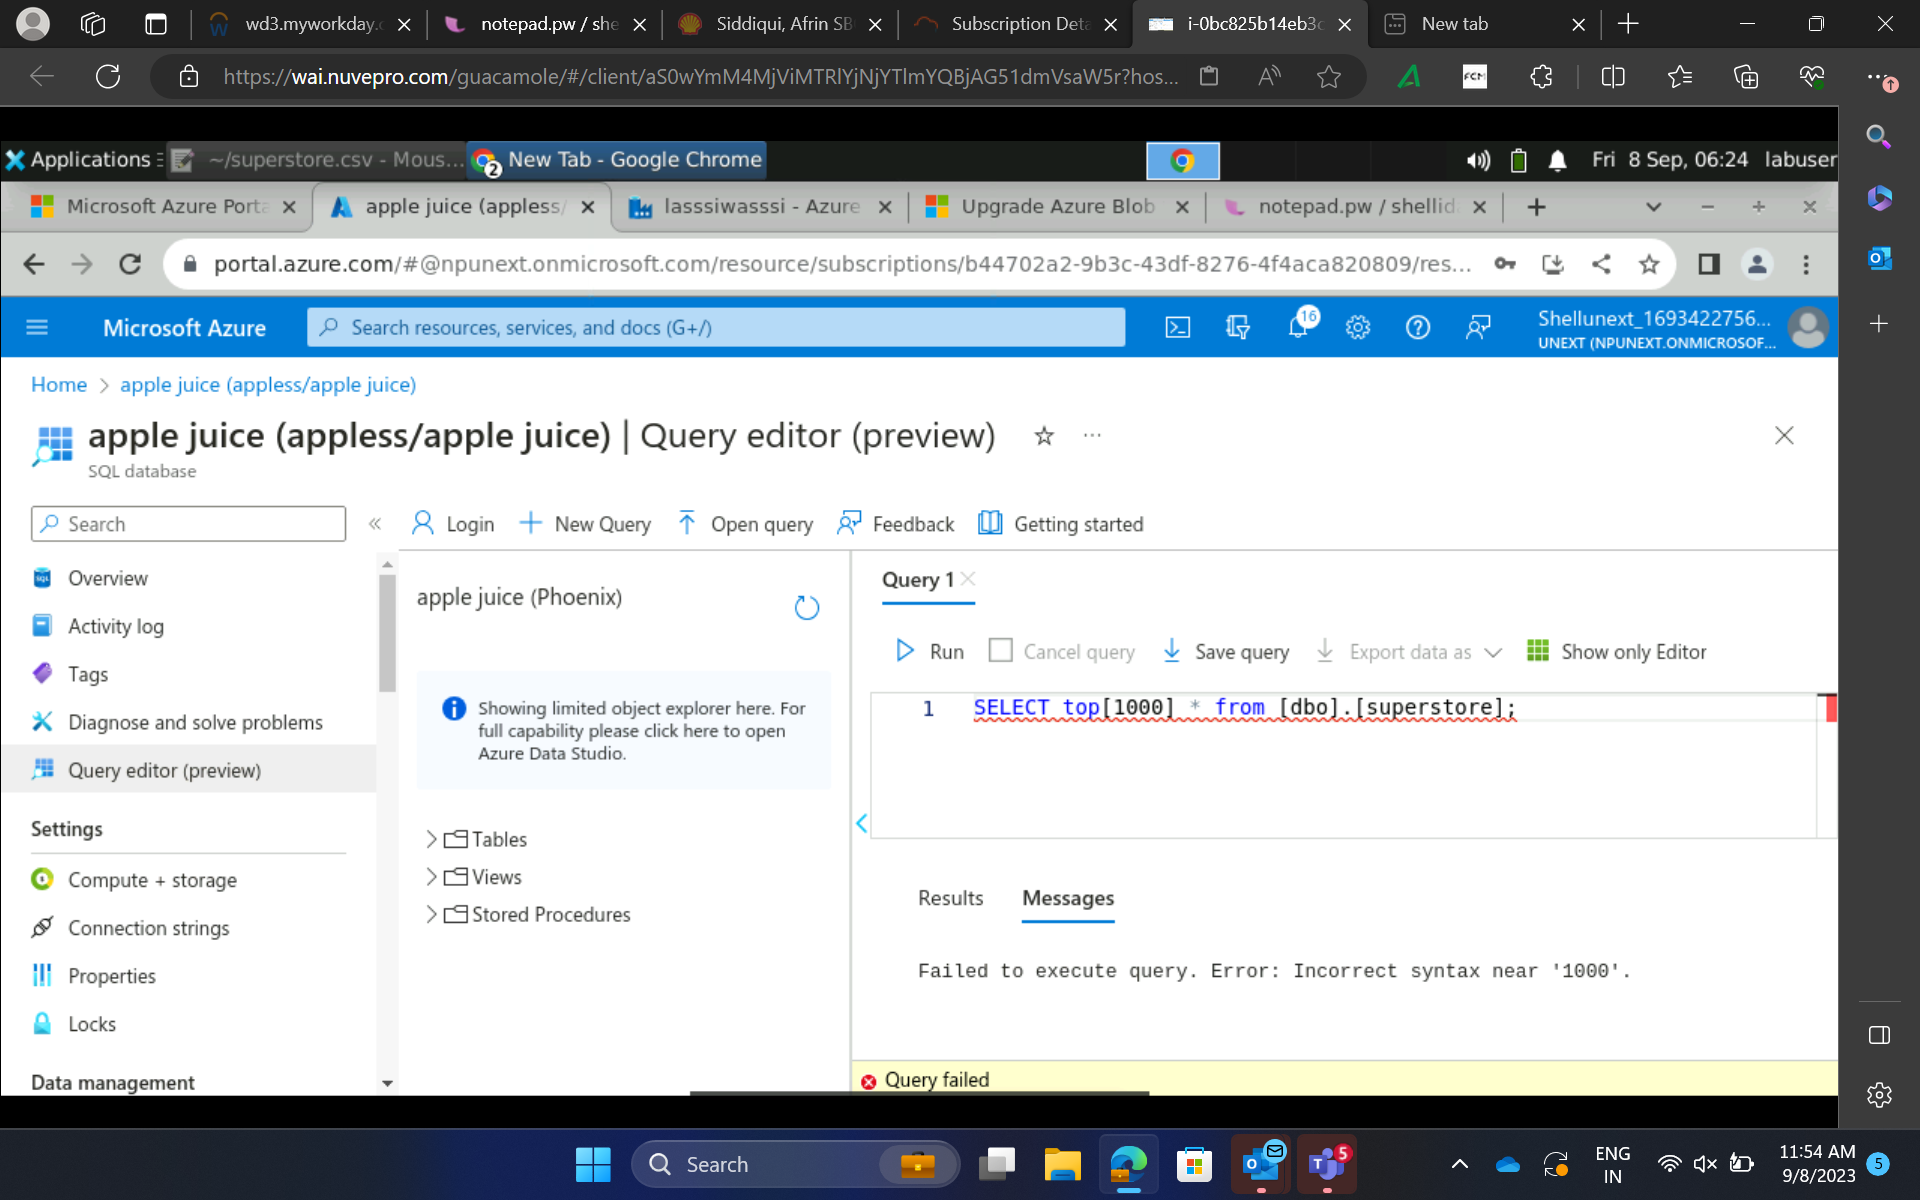 wd3.myworkday.
notepad.pw / she
Siddiqui, Afrin SB
Subscription Deta
i-0bc825b14eb3c
New tab
https://wai.nuvepro.com/guacamole/#/client/aS0wYmM4MjViMTRlYjNjYTlmYQBjAG51dmVsaW5r?hos...
FCM
Applications
~/superstore.csv - Mous...
2
New Tab - Google Chrome
Fri 8 Sep, 06:24
labuser
Microsoft Azure Porta
apple juice (appless/
lasssiwasssi - Azure
Upgrade Azure Blob
notepad.pw / shellid
portal.azure.com/#@npunext.onmicrosoft.com/resource/subscriptions/b44702a2-9b3c-43df-8276-4f4aca820809/res...
Microsoft Azure
Search resources, services, and docs (G+/)
16
Shellunext_1693422756...
UNEXT (NPUNEXT.ONMICROSOF...
Home > apple juice (appless/apple juice)
apple juice (appless/apple juice) | Query editor (preview)
SQL database
Search
Login
New Query
Open query
Feedback
Getting started
Overview
Activity log
Tags
Diagnose and solve problems
Query editor (preview)
Settings
Compute + storage
Connection strings
Properties
Locks
Data management
apple juice (Phoenix)
Showing limited object explorer here. For
full capability please click here to open
Azure Data Studio.
Tables
Views
Stored Procedures
Query 1
Run
Cancel query
Save query
Export data as
Show only Editor
1 SELECT top[1000] * from [dbo].[superstore];
Results
Messages
Failed to execute query. Error: Incorrect syntax near '1000'.
Query failed
Search
5
ENG
IN
11:54 AM
9/8/2023
5